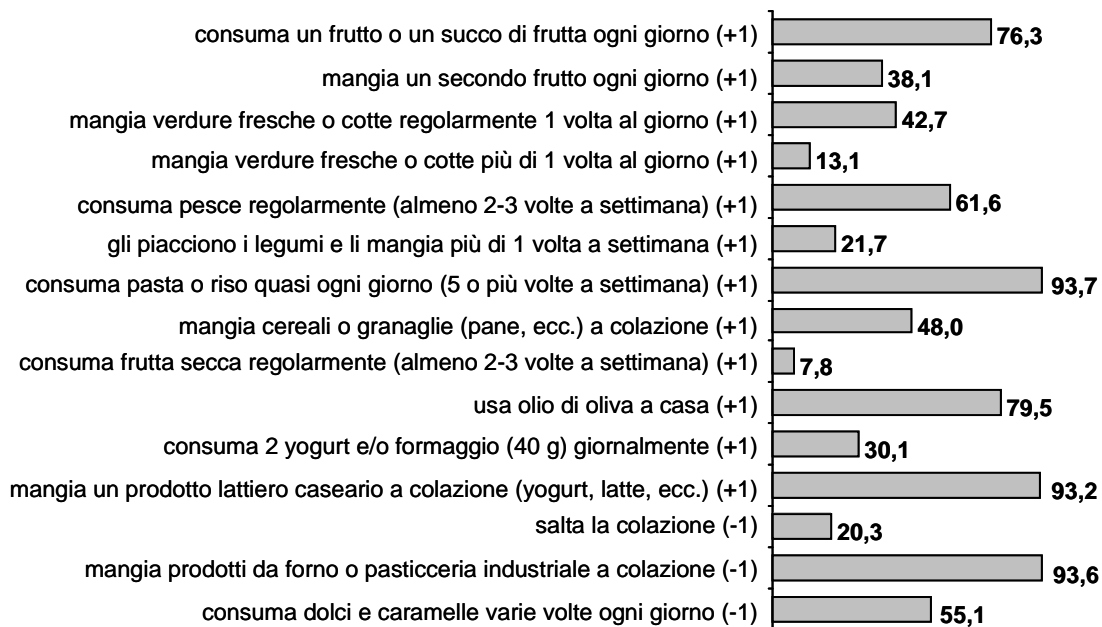 consuma un frutto o un succo di frutta ogni giorno (+1) 76,3
mangia un secondo frutto ogni giorno (+1) 38,1
mangia verdure fresche o cotte regolarmente 1 volta al giorno (+1) 42,7
mangia verdure fresche o cotte più di 1 volta al giorno (+1) 13,1
consuma pesce regolarmente (almeno 2-3 volte a settimana) (+1) 61,6
gli piacciono i legumi e li mangia più di 1 volta a settimana (+1) 21,7
consuma pasta o riso quasi ogni giorno (5 o più volte a settimana) (+1) 93,7
mangia cereali o granaglie (pane, ecc.) a colazione (+1) 48,0
consuma frutta secca regolarmente (almeno 2-3 volte a settimana) (+1) 7,8
usa olio di oliva a casa (+1) 79,5
consuma 2 yogurt e/o formaggio (40 g) giornalmente (+1) 30,1
mangia un prodotto lattiero caseario a colazione (yogurt, latte, ecc.) (+1) 93,2
salta la colazione (-1) 20,3
mangia prodotti da forno o pasticceria industriale a colazione (-1) 93,6
consuma dolci e caramelle varie volte ogni giorno (-1) 55,1